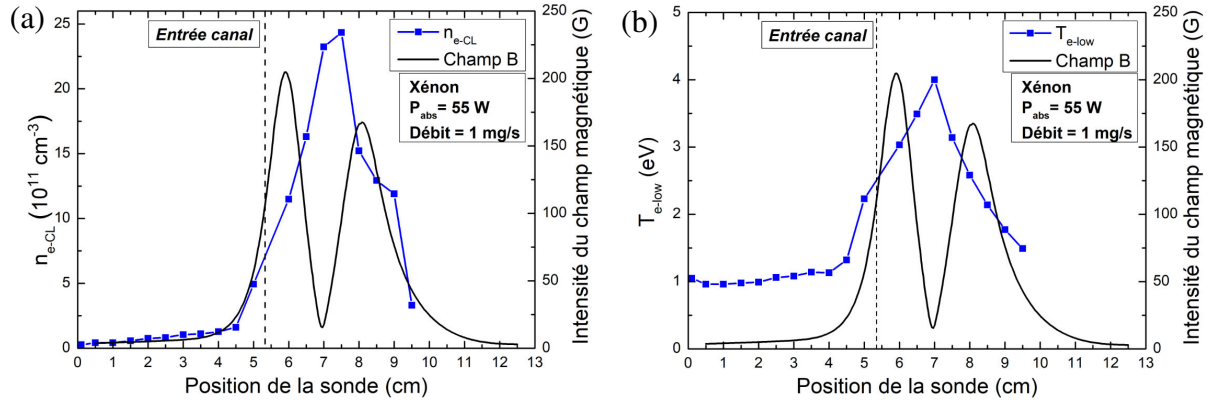 (a)
n_e-CL (10^11 cm^-3)
25
20
15
10
5
0
Entrée canal
n_e-CL
Champ B
Xénon
P_abs = 55 W
Débit = 1 mg/s
250
200
150
100
50
0
Intensité du champ magnétique (G)
0 1 2 3 4 5 6 7 8 9 10 11 12 13
Position de la sonde (cm)
(b)
T_e-low (eV)
5
4
3
2
1
0
Entrée canal
T_e-low
Champ B
Xénon
P_abs = 55 W
Débit = 1 mg/s
250
200
150
100
50
0
Intensité du champ magnétique (G)
0 1 2 3 4 5 6 7 8 9 10 11 12 13
Position de la sonde (cm)